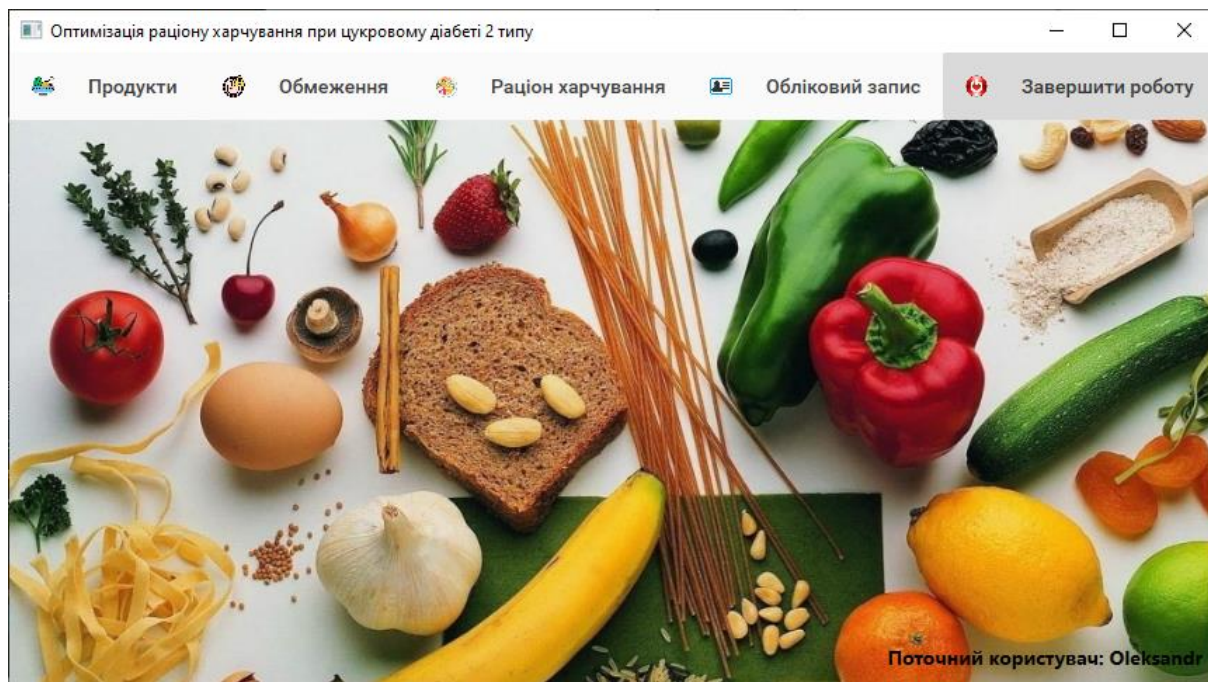 Оптимізація раціону харчування при цукровому діабеті 2 типу
Продукти Обмеження Раціон харчування Обліковий запис Завершити роботу
Поточний користувач: Oleksandr